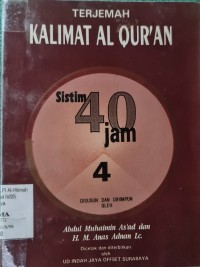 TERJEMAH
KALIMAT AL QUR'AN
Sistim
40
jam
4
DISUSUN DAN DIHIMPUN
OLEH
Abdul Muhaimin As'ad dan
H. M. Anas Adnan Lc.
Dicetak dan diterbitkan
oleh
UD INDAH JAYA OFFSET SURABAYA